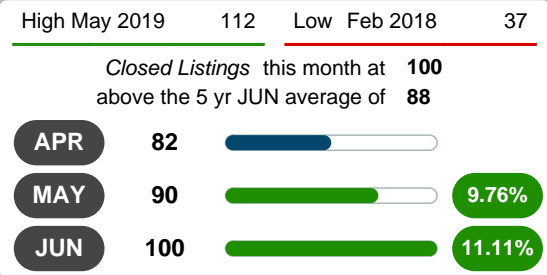 High May 2019 112 Low Feb 2018 37
Closed Listings this month at 100
above the 5 yr JUN average of 88
APR 82
MAY 90 9.76%
JUN 100 11.11%